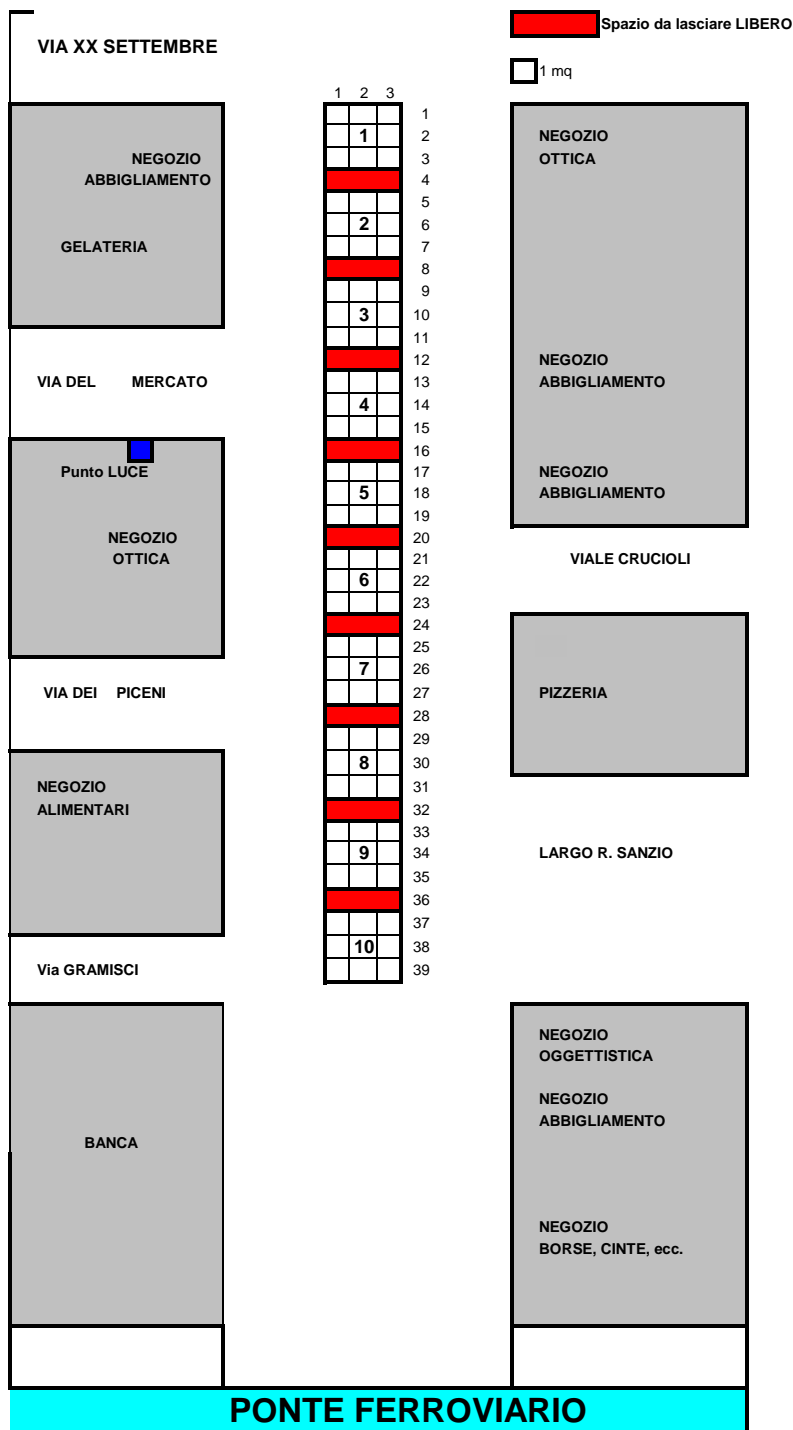 Spazio da lasciare LIBERO
VIA XX SETTEMBRE
1 mq
1 2 3
1
1 2
3
4
5
2 6
7
8
9
3 10
11
12
13
4 14
15
16
17
5 18
19
20
21
6 22
23
24
25
7 26
27
28
29
8 30
31
32
33
9 34
35
36
37
10 38
39
NEGOZIO
ABBIGLIAMENTO
GELATERIA
VIA DEL MERCATO
Punto LUCE
NEGOZIO
OTTICA
VIA DEI PICENI
NEGOZIO
ALIMENTARI
Via GRAMISCI
BANCA
NEGOZIO
OTTICA
NEGOZIO
ABBIGLIAMENTO
NEGOZIO
ABBIGLIAMENTO
VIALE CRUCIOLI
PIZZERIA
LARGO R. SANZIO
NEGOZIO
OGGETTISTICA
NEGOZIO
ABBIGLIAMENTO
NEGOZIO
BORSE, CINTE, ecc.
PONTE FERROVIARIO